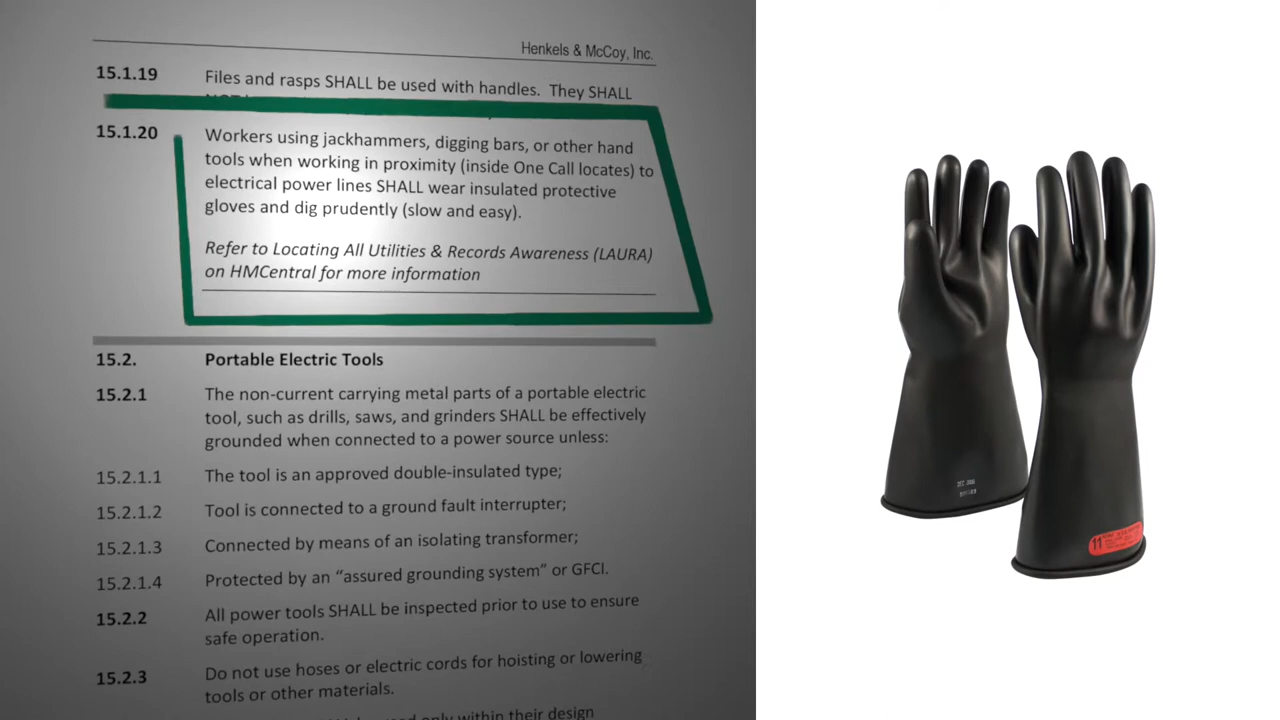 Henkels & McCoy, Inc.
15.1.19 Files and rasps SHALL be used with handles. They SHALL
15.1.20 Workers using jackhammers, digging bars, or other hand
tools when working in proximity (inside One Call locates) to
electrical power lines SHALL wear insulated protective
gloves and dig prudently (slow and easy).
Refer to Locating All Utilities & Records Awareness (LAURA)
on HMCentral for more information
15.2. Portable Electric Tools
15.2.1 The non-current carrying metal parts of a portable electric
tool, such as drills, saws, and grinders SHALL be effectively
grounded when connected to a power source unless:
15.2.1.1 The tool is an approved double-insulated type;
15.2.1.2 Tool is connected to a ground fault interrupter;
15.2.1.3 Connected by means of an isolating transformer;
15.2.1.4 Protected by an “assured grounding system” or GFCI.
15.2.2 All power tools SHALL be inspected prior to use to ensure
safe operation.
15.2.3 Do not use hoses or electric cords for hoisting or lowering
tools or other materials.
only within their design
11